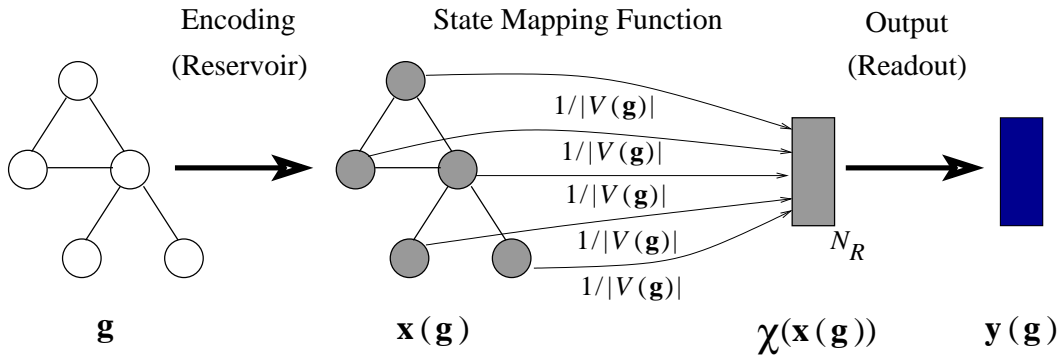 Encoding
(Reservoir)
State Mapping Function
Output
(Readout)
1/|V(g)|
1/|V(g)|
1/|V(g)|
1/|V(g)|
1/|V(g)|
N_R
g
x(g)
χ(x(g))
y(g)